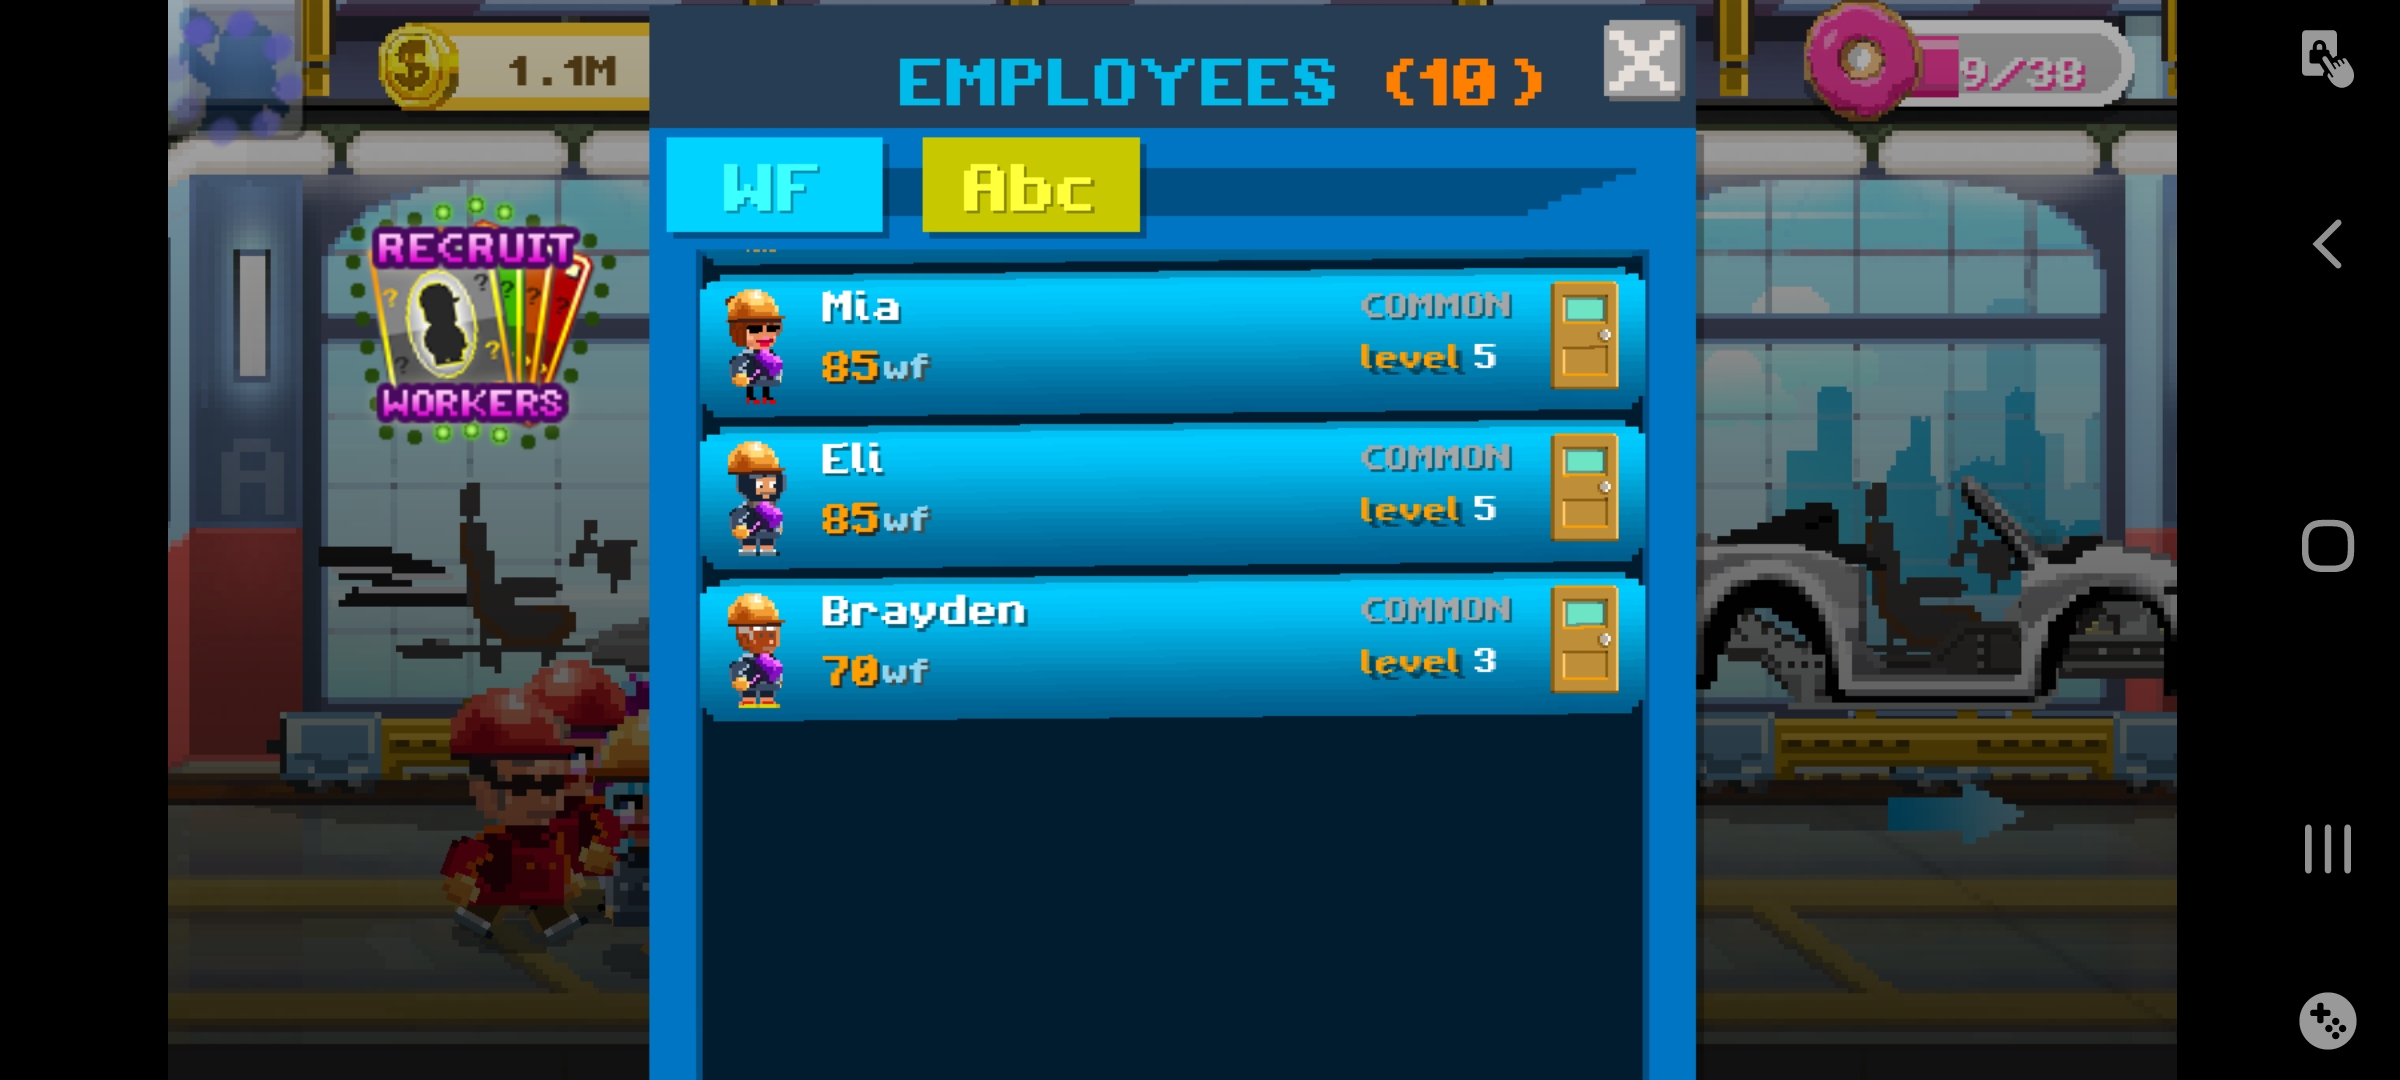 1.1M
EMPLOYEES (10)
9/38
WF Abc
RECRUIT
WORKERS
A
Mia COMMON
85wf level 5
Eli COMMON
85wf level 5
Brayden COMMON
70wf level 3